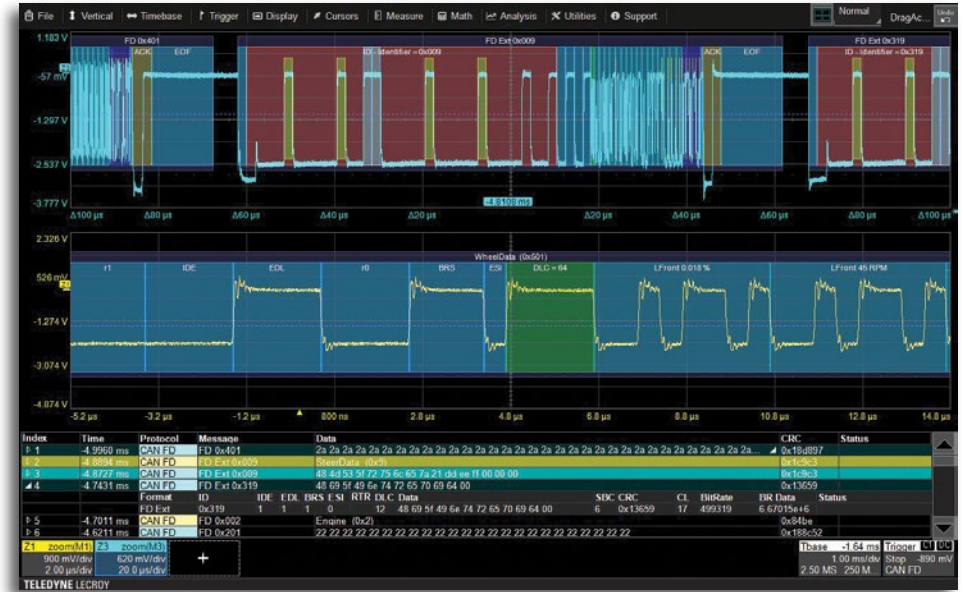 File Vertical Timebase Trigger Display Cursors Measure Math Analysis Utilities Support Normal DragAc... Undo
1.183 V
-57 mV
-1.297 V
-2.537 V
-3.777 V
FD 0x401 FD Ext 0x009 FD Ext 0x319
ACK EOF ID - Identifier = 0x009 ACK EOF ID - Identifier = 0x319
-4.8108 ms
Δ100 µs Δ80 µs Δ60 µs Δ40 µs Δ20 µs Δ20 µs Δ40 µs Δ60 µs Δ80 µs Δ100 µs
2.326 V
526 mV
-1.274 V
-3.074 V
-4.874 V
WheelData (0x501)
r1 IDE EDL r0 BRS ESI DLC = 64 LFront 0.018 % LFront 45 RPM
-5.2 µs -3.2 µs -1.2 µs 800 ns 2.8 µs 4.8 µs 6.8 µs 8.8 µs 10.8 µs 12.8 µs 14.8 µs
Index Time Protocol Message Data CRC Status
1 -4.9960 ms CAN FD FD 0x401 2a 2a 2a 2a 2a 2a 2a 2a 2a 2a 2a 2a 2a 2a 2a 2a 2a 2a 2a 2a 2a 2a 2a 2a 2a 2a 2a 2a 2a 2a 2a 2a 2a... 0x18d897
2 -4.8894 ms CAN FD FD Ext 0x009 SteerData (0x9) 0x1c9c3
3 -4.8727 ms CAN FD FD Ext 0x009 48 4d 53 5f 72 75 6c 65 7a 21 dd ee ff 00 00 00 0x1c9c3
4 -4.7431 ms CAN FD FD Ext 0x319 48 69 5f 49 6e 74 72 65 70 69 64 00 0x13659
Format ID IDE EDL BRS ESI RTR DLC Data SBC CRC CL BitRate BR Data Status
FD Ext 0x319 1 1 1 0 12 48 69 5f 49 6e 74 72 65 70 69 64 00 6 0x13659 17 499319 6.67015e+6
5 -4.7011 ms CAN FD FD 0x002 Engine (0x2) 0x84be
6 -4.6211 ms CAN FD FD 0x201 22 22 22 22 22 22 22 22 22 22 22 22 22 22 22 22 22 22 22 22 22 22 22 22 0x188c52
Z1 zoom(M1) Z3 zoom(M3) Tbase -1.64 ms Trigger C1 DC
900 mV/div 620 mV/div + 1.00 ms/div Stop -890 mV
2.00 µs/div 20.0 µs/div 2.50 MS 250 M... CAN FD
TELEDYNE LECROY